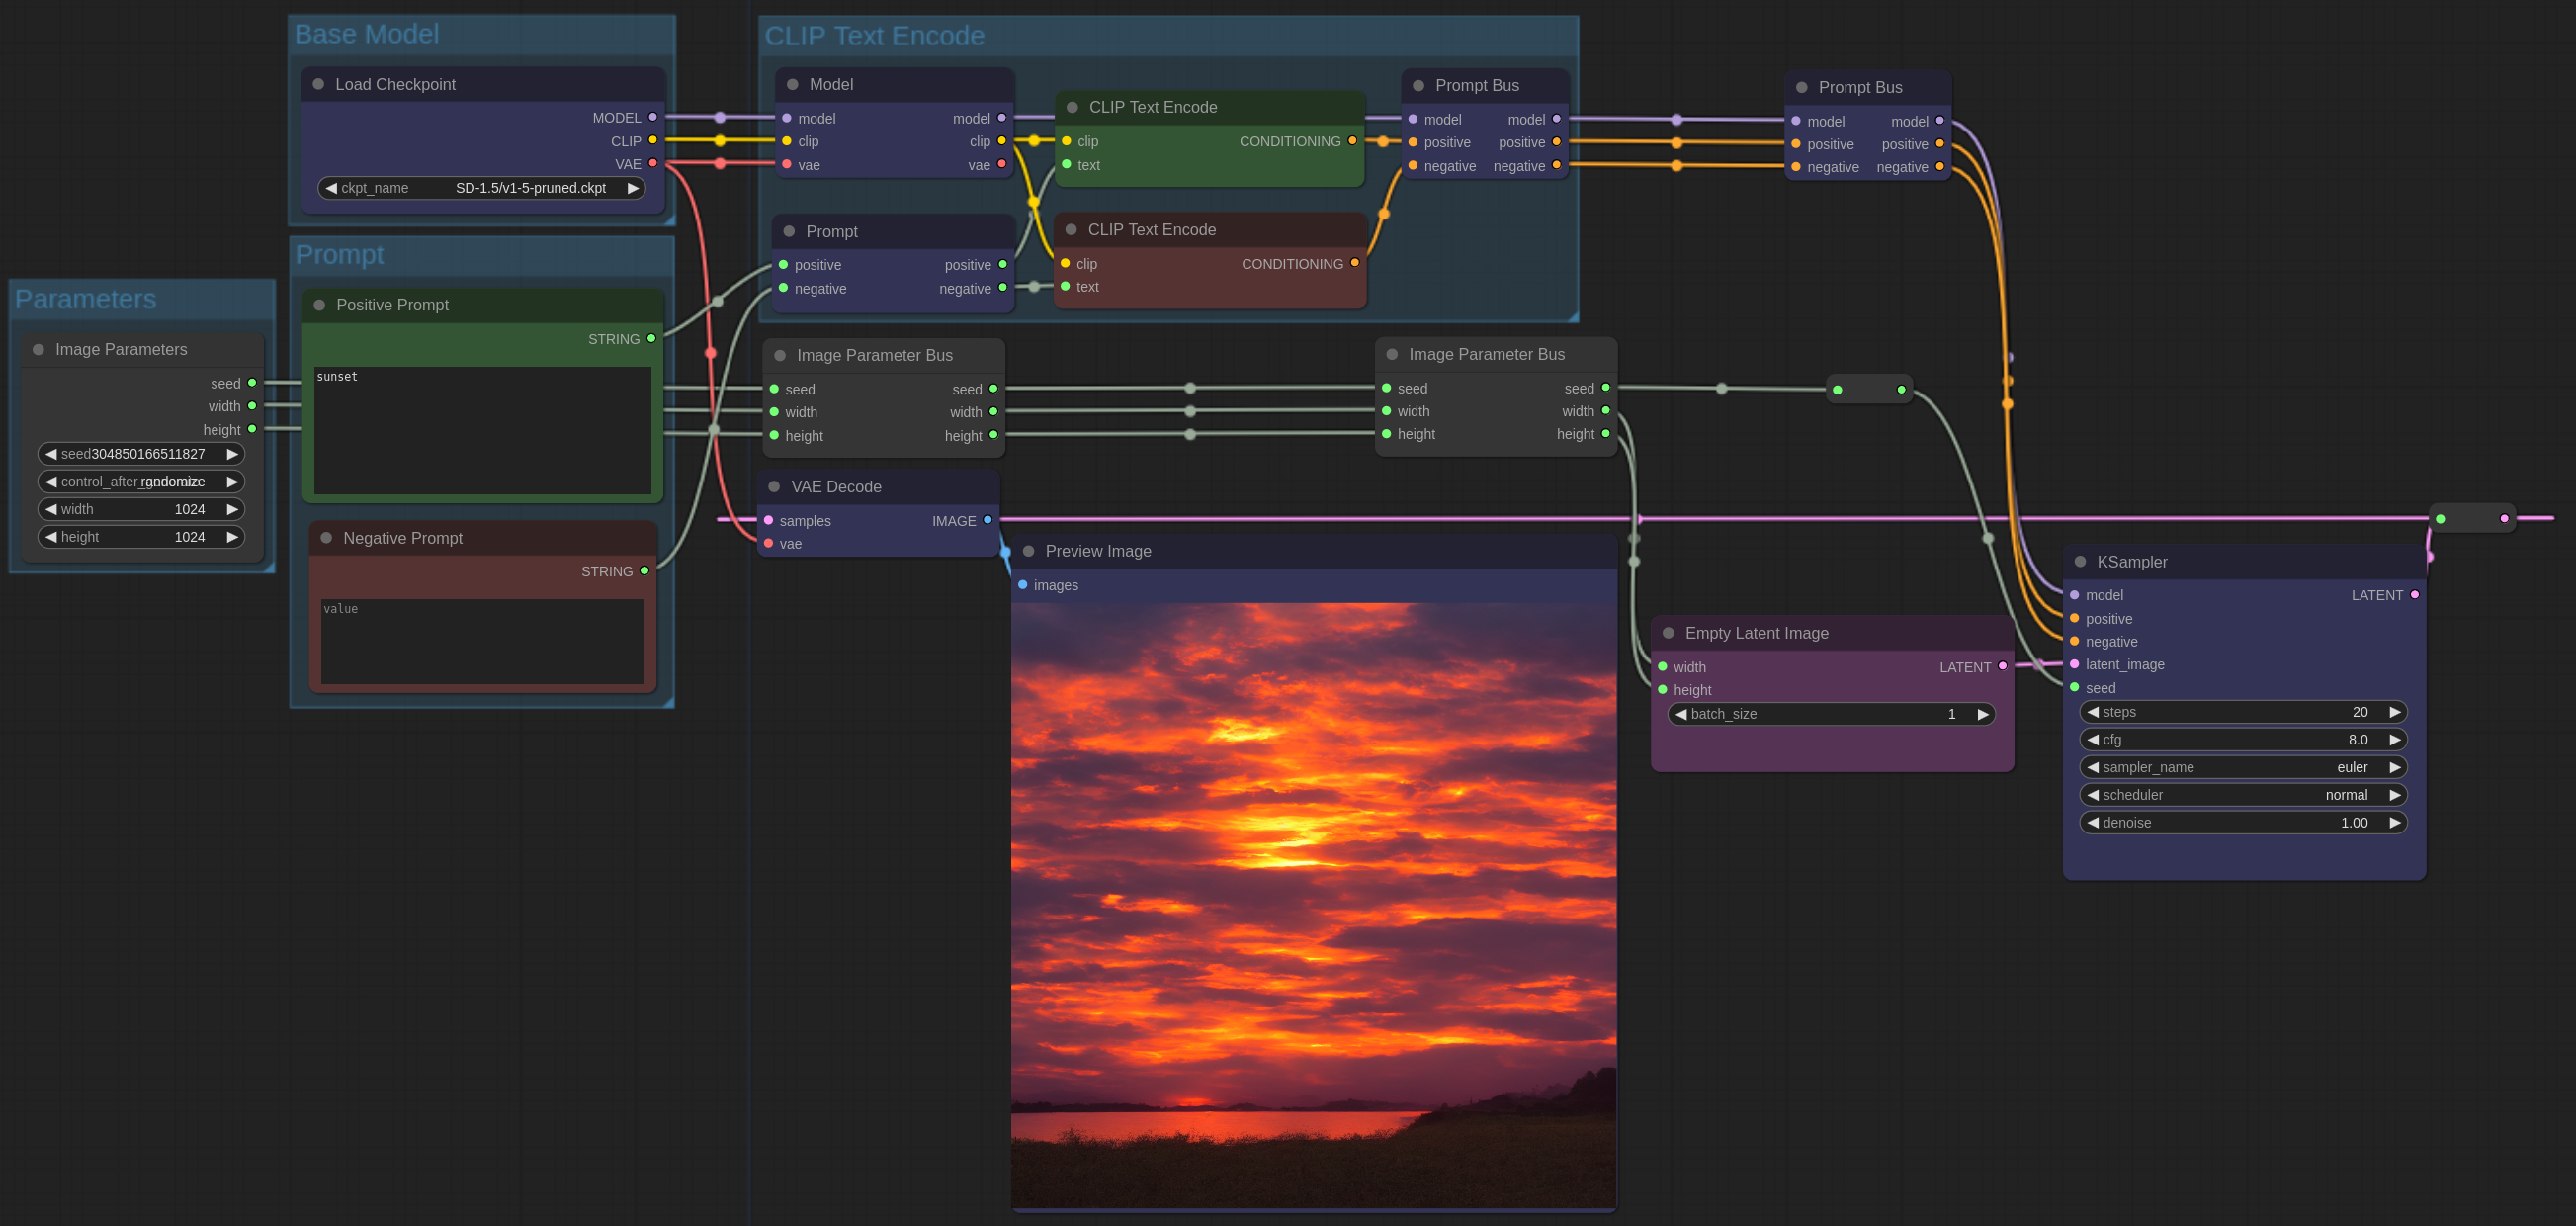 Base Model
Load Checkpoint
MODEL
CLIP
VAE
ckpt_name SD-1.5/v1-5-pruned.ckpt
Parameters
Image Parameters
seed
width
height
seed 304850166511827
randomize
width 1024
height 1024
Prompt
Positive Prompt
STRING
sunset
Negative Prompt
STRING
value
CLIP Text Encode
Model
model model
clip clip
vae vae
Prompt
positive positive
negative negative
CLIP Text Encode
clip CONDITIONING
text
CLIP Text Encode
clip CONDITIONING
text
Prompt Bus
model model
positive positive
negative negative
Prompt Bus
model model
positive positive
negative negative
Image Parameter Bus
seed seed
width width
height height
Image Parameter Bus
seed seed
width width
height height
VAE Decode
samples IMAGE
vae
Preview Image
images
Empty Latent Image
width LATENT
height
batch_size 1
KSampler
model LATENT
positive
negative
latent_image
seed
steps 20
cfg 8.0
sampler_name euler
scheduler normal
denoise 1.00